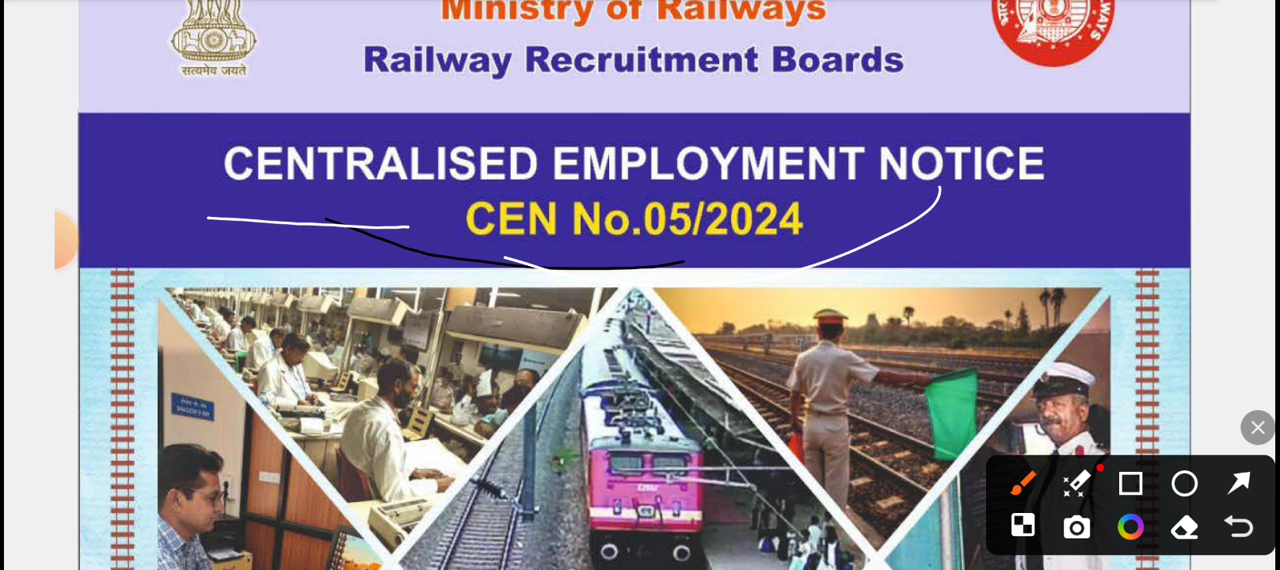 Ministry of Railways
Railway Recruitment Boards
सत्यमेव जयते
CENTRALISED EMPLOYMENT NOTICE
CEN No.05/2024